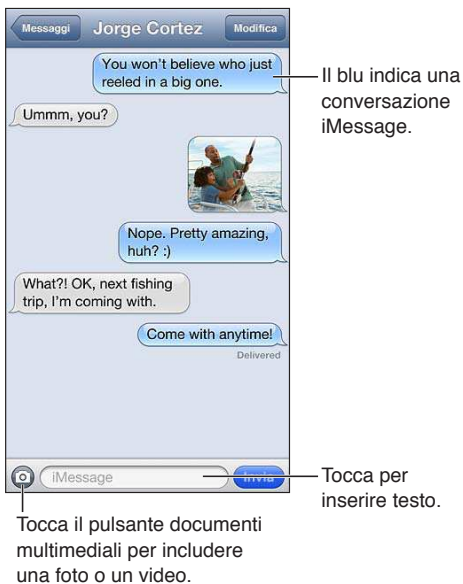 Messaggi Jorge Cortez Modifica
You won't believe who just
reeled in a big one.
Il blu indica una
conversazione
iMessage.
Ummm, you?
Nope. Pretty amazing,
huh? :)
What?! OK, next fishing
trip, I'm coming with.
Come with anytime!
Delivered
iMessage Invia
Tocca per
inserire testo.
Tocca il pulsante documenti
multimediali per includere
una foto o un video.